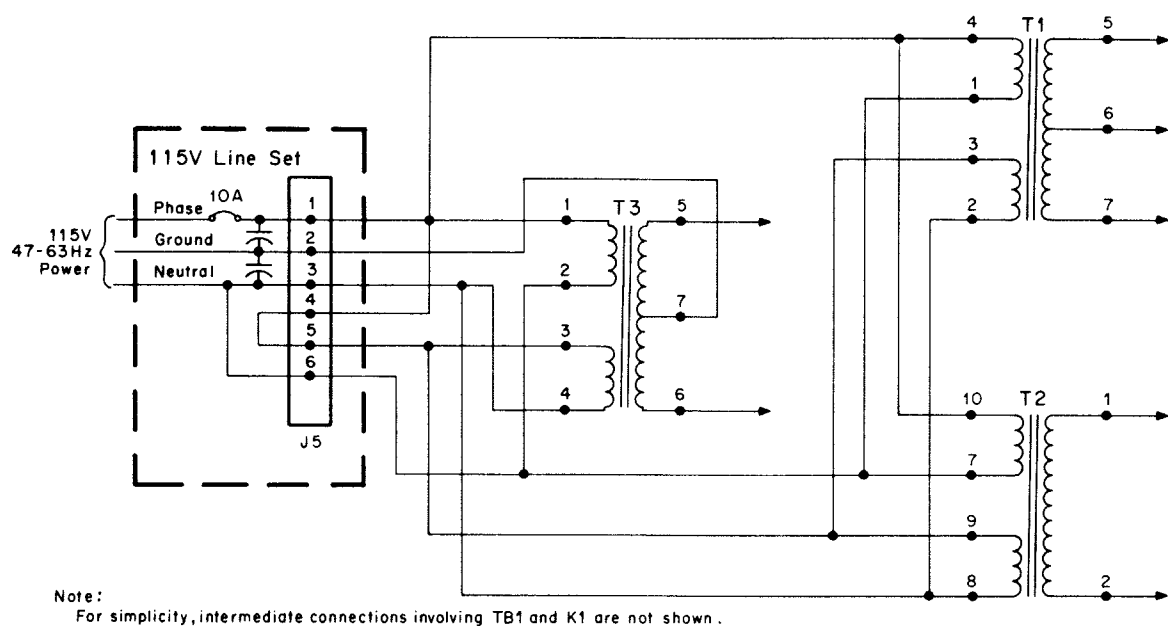 4 T1 5
1
6
3
2 7
115V Line Set
10A
Phase
1
1 T3 5
115V
47-63Hz
Power
Ground
2
Neutral
3
2
4
7
5
3
6
4
6
J5
10 T2 1
7
9
8 2
Note:
For simplicity, intermediate connections involving TB1 and K1 are not shown.